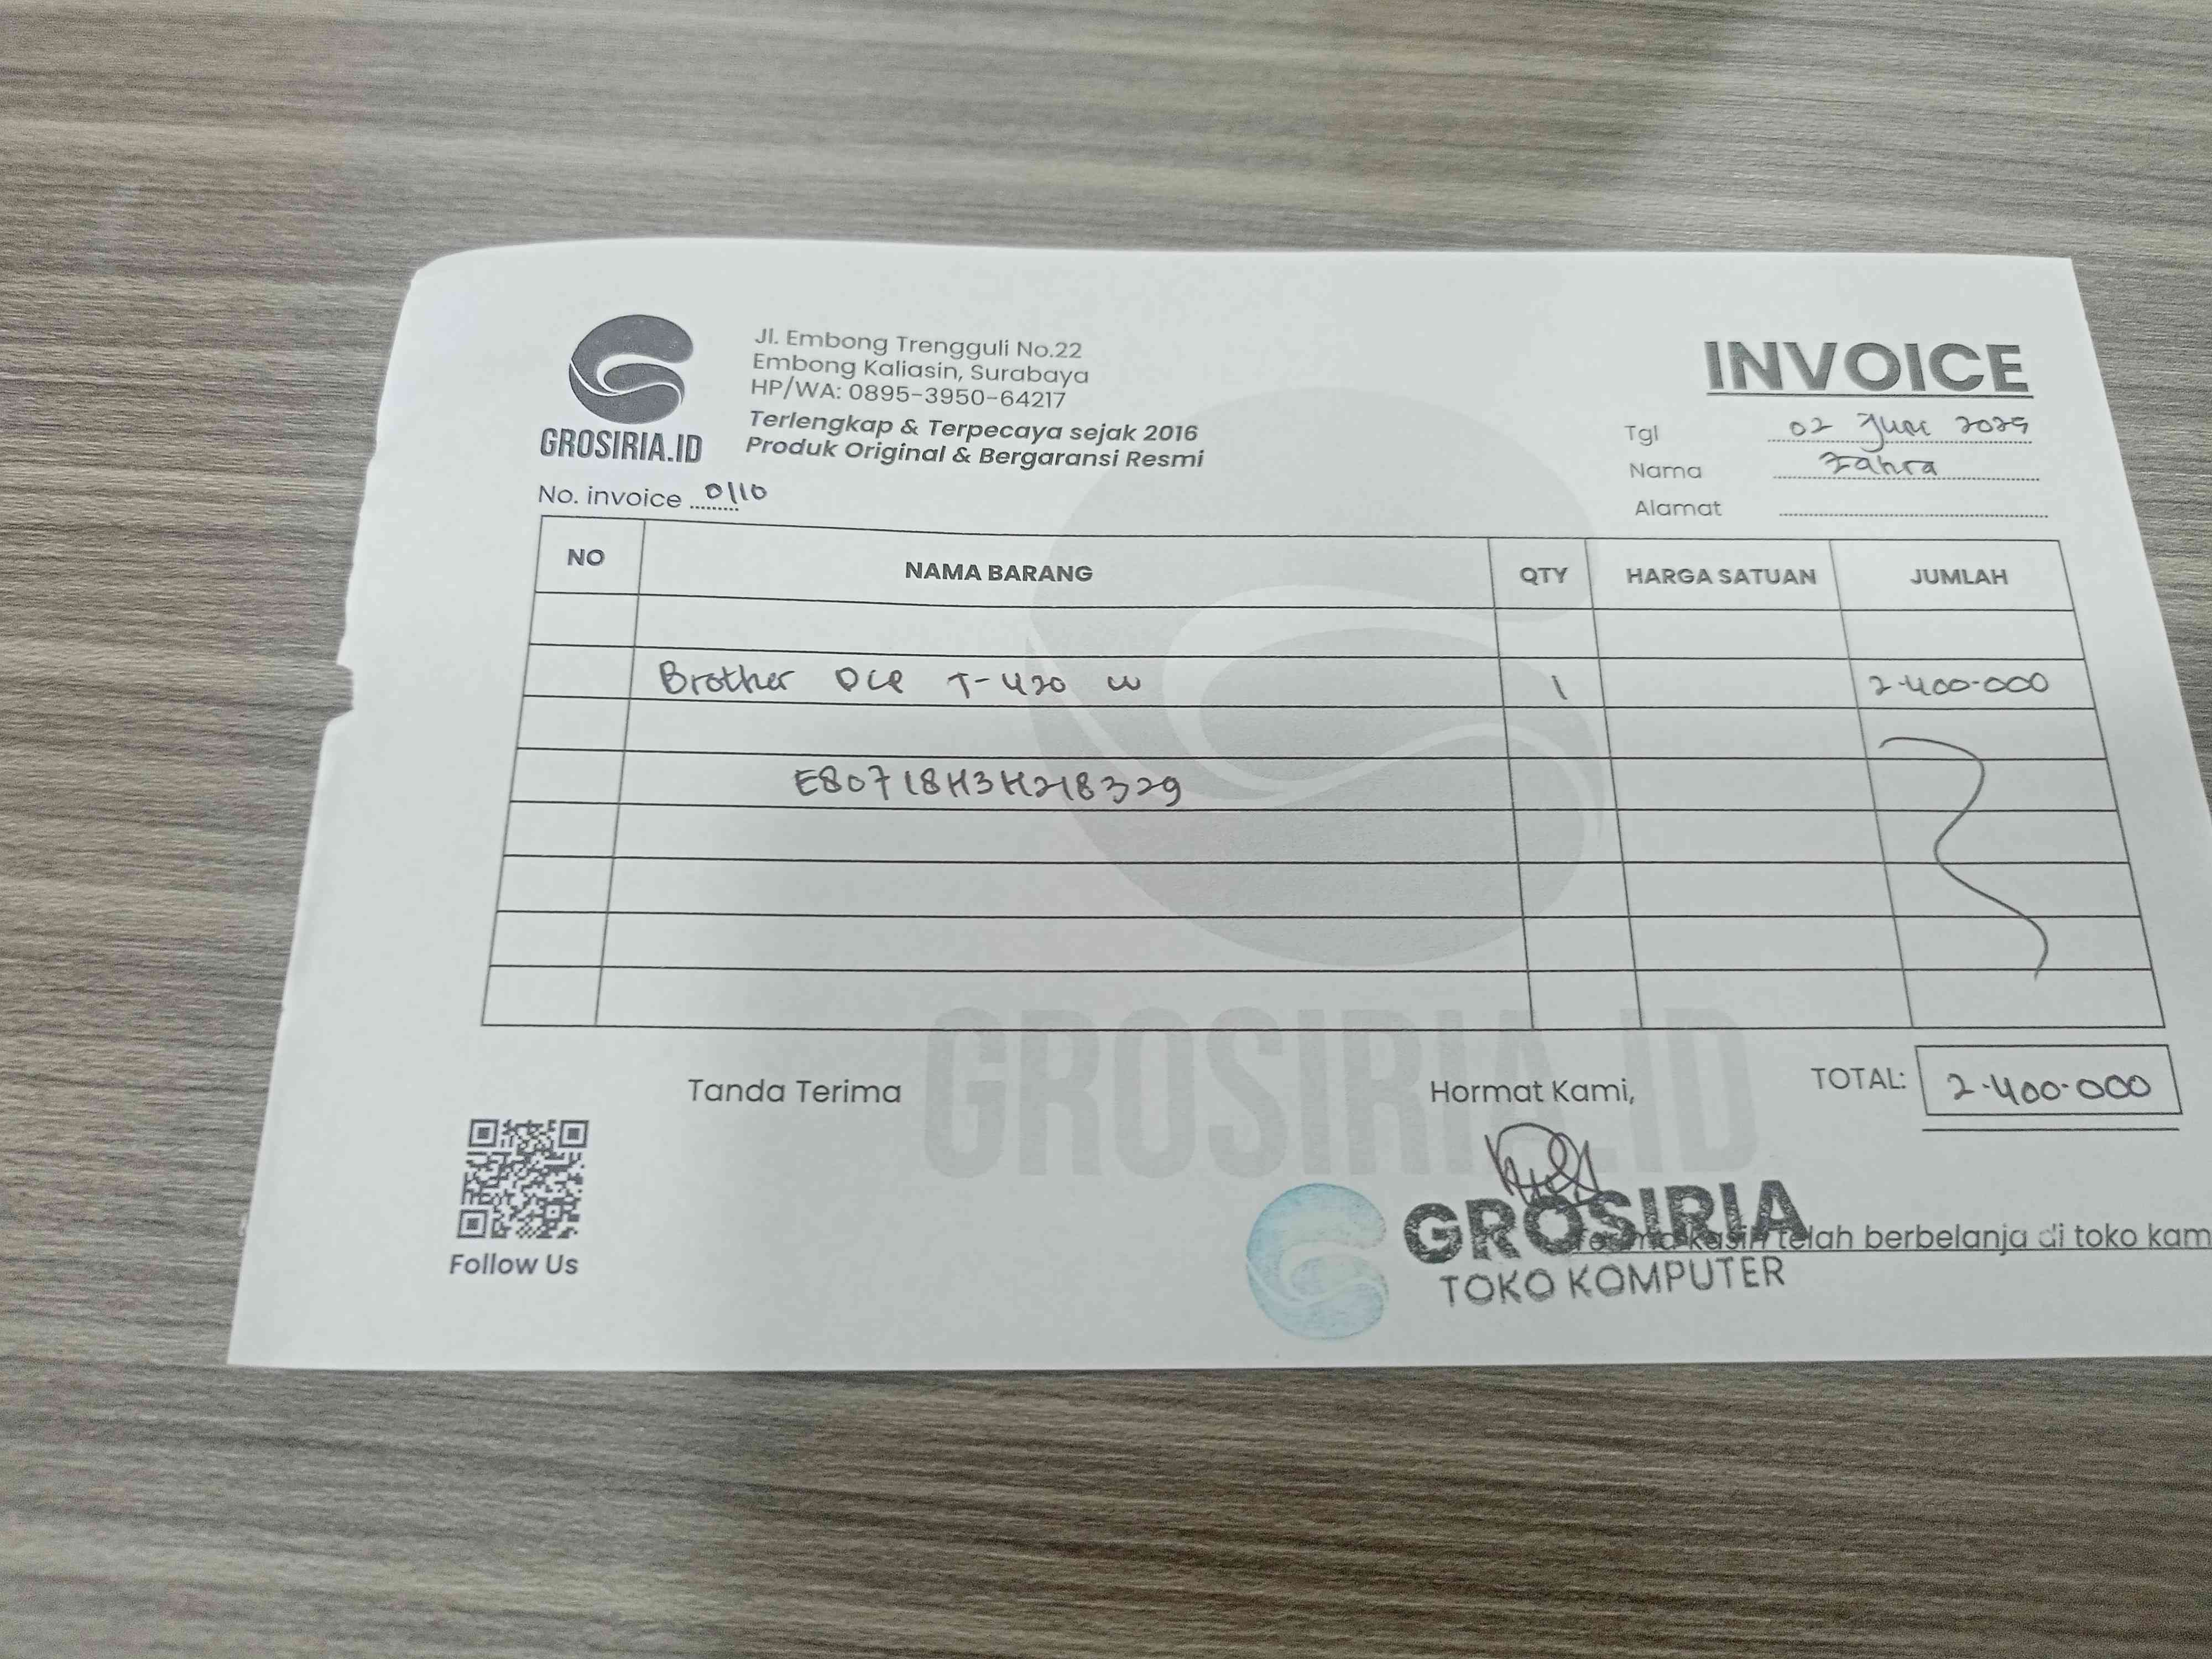 GROSIRIA.ID
Jl. Embong Trengguli No.22
Embong Kaliasin, Surabaya
HP/WA: 0895-3950-64217
Terlengkap & Terpecaya sejak 2016
Produk Original & Bergaransi Resmi
INVOICE
Tgl 02 Juni 2025
Nama Zahra
Alamat
No. invoice 0110
NO NAMA BARANG QTY HARGA SATUAN JUMLAH
Brother DCP T-420 W 1 2.400.000
E80718H3H218329
GROSIRIA.ID
TOTAL: 2.400.000
Tanda Terima
Hormat Kami,
Follow Us
GROSIRIA
TOKO KOMPUTER
kasih telah berbelanja di toko kam